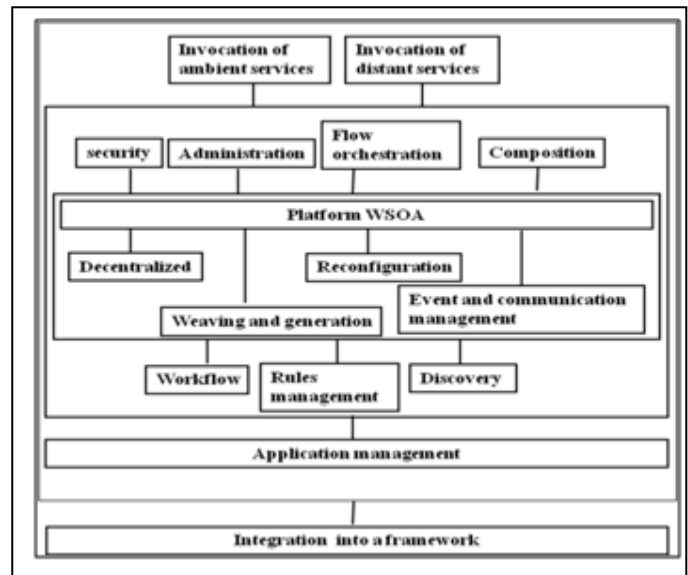 Invocation of
ambient services
Invocation of
distant services
security
Administration
Flow
orchestration
Composition
Platform WSOA
Decentralized
Reconfiguration
Weaving and generation
Event and communication
management
Workflow
Rules
management
Discovery
Application management
Integration into a framework